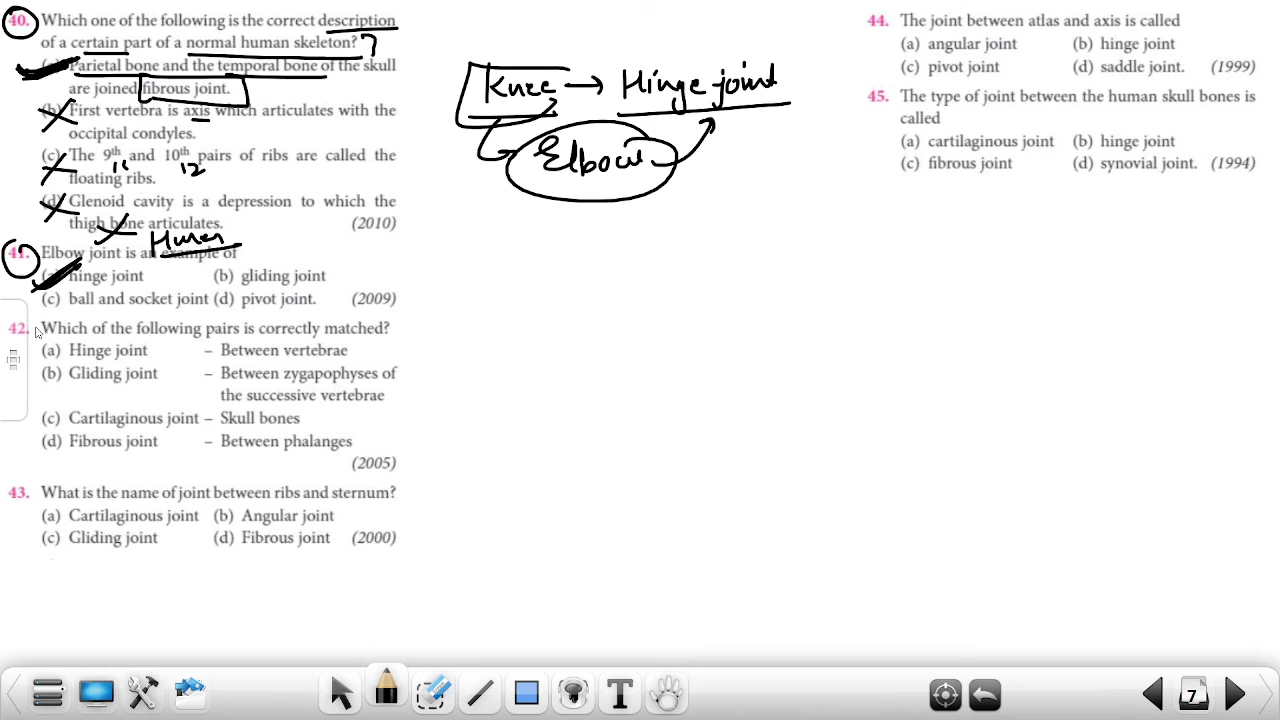 40. Which one of the following is the correct description
of a certain part of a normal human skeleton? ?
Parietal bone and the temporal bone of the skull
are joined fibrous joint.
(b) First vertebra is axis which articulates with the
occipital condyles.
(c) The 9th and 10th pairs of ribs are called the
11 12
floating ribs.
(d) Glenoid cavity is a depression to which the
thigh bone articulates. (2010)
41. Elbow joint is an example of
(a) hinge joint (b) gliding joint
(c) ball and socket joint (d) pivot joint. (2009)
42. Which of the following pairs is correctly matched?
(a) Hinge joint – Between vertebrae
(b) Gliding joint – Between zygapophyses of
the successive vertebrae
(c) Cartilaginous joint – Skull bones
(d) Fibrous joint – Between phalanges
(2005)
43. What is the name of joint between ribs and sternum?
(a) Cartilaginous joint (b) Angular joint
(c) Gliding joint (d) Fibrous joint (2000)
Knee → Hinge joint
Elbow
44. The joint between atlas and axis is called
(a) angular joint (b) hinge joint
(c) pivot joint (d) saddle joint. (1999)
45. The type of joint between the human skull bones is
called
(a) cartilaginous joint (b) hinge joint
(c) fibrous joint (d) synovial joint. (1994)
T
7